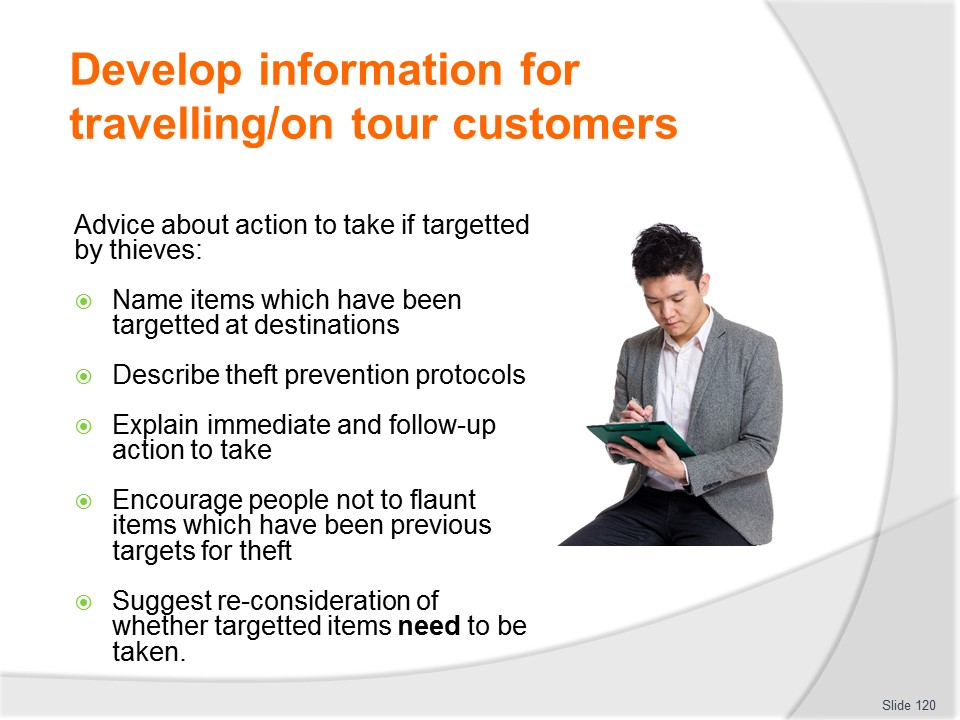 Develop information for
travelling/on tour customers
Advice about action to take if targetted
by thieves:
Name items which have been
targetted at destinations
Describe theft prevention protocols
Explain immediate and follow-up
action to take
Encourage people not to flaunt
items which have been previous
targets for theft
Suggest re-consideration of
whether targetted items need to be
taken.
Slide 120